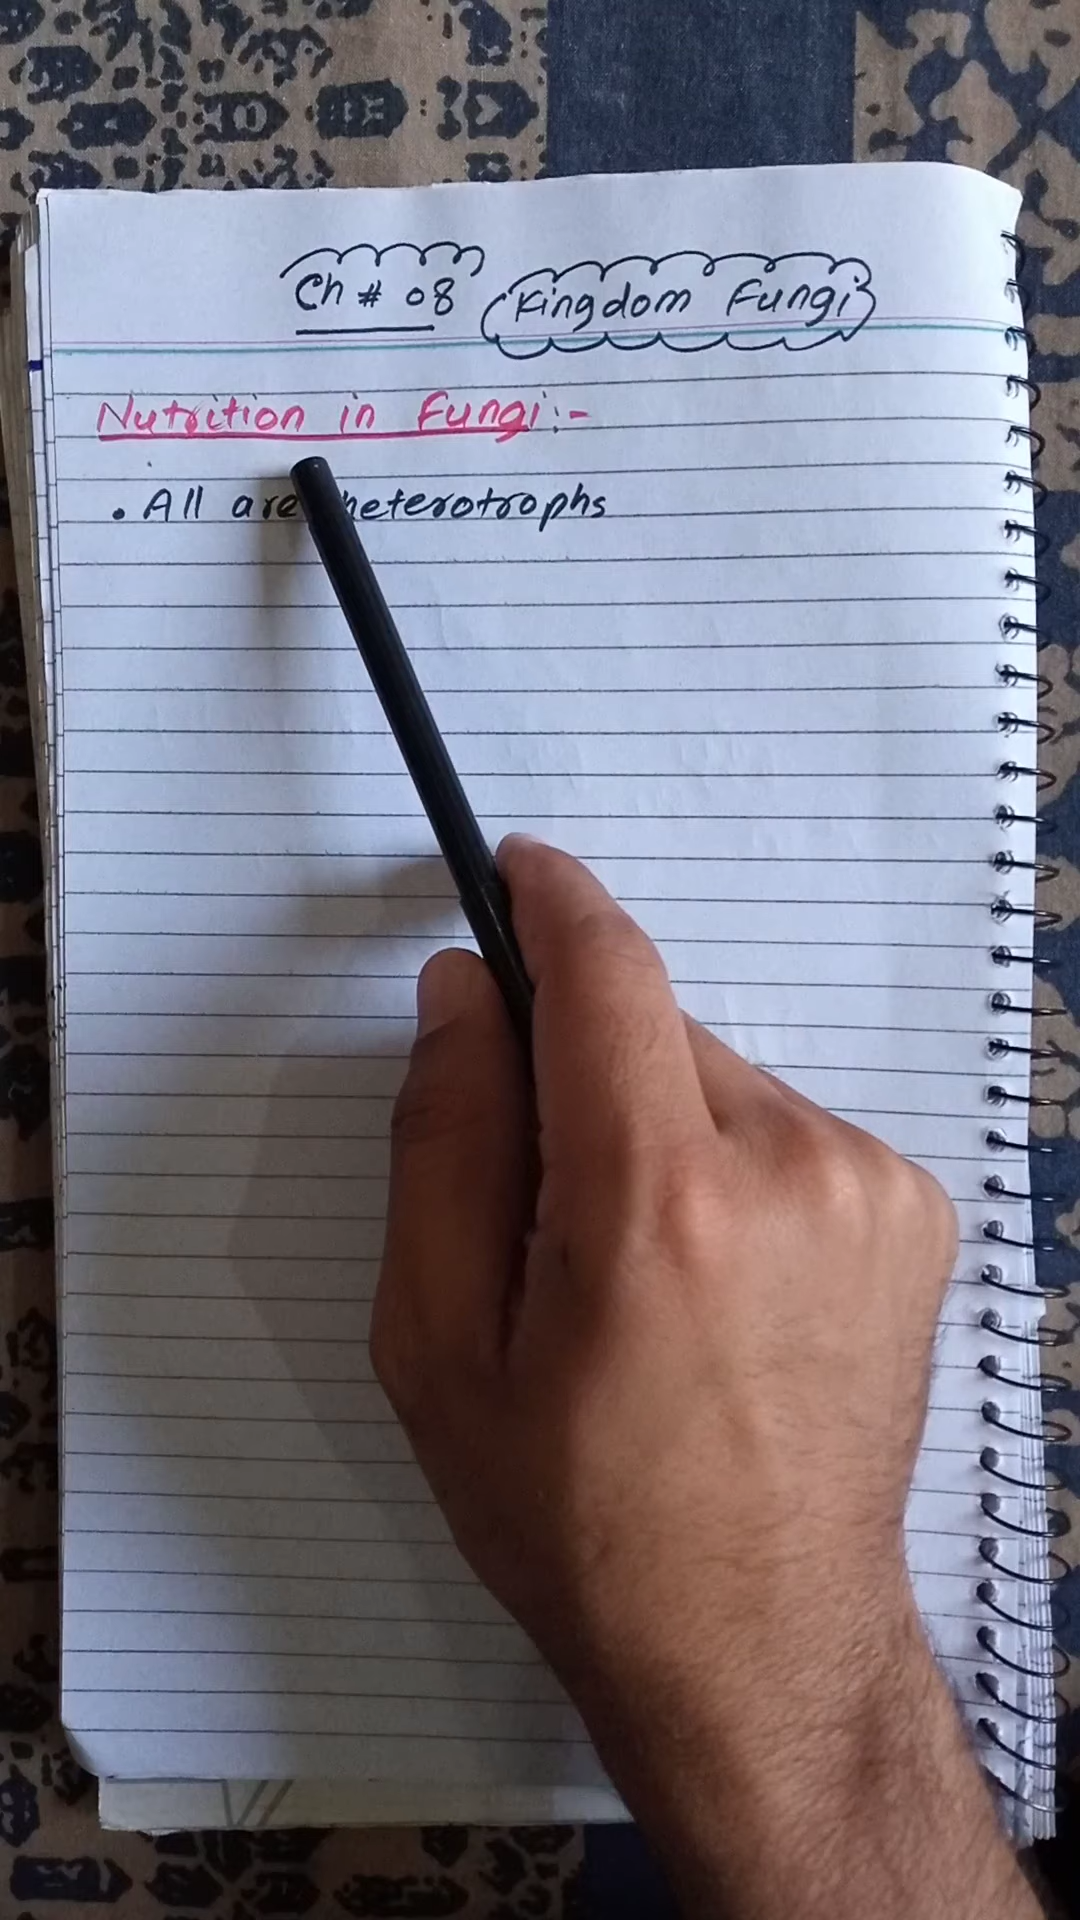 Ch # 08 Kingdom Fungi
Nutrition in Fungi:-
• All are heterotrophs